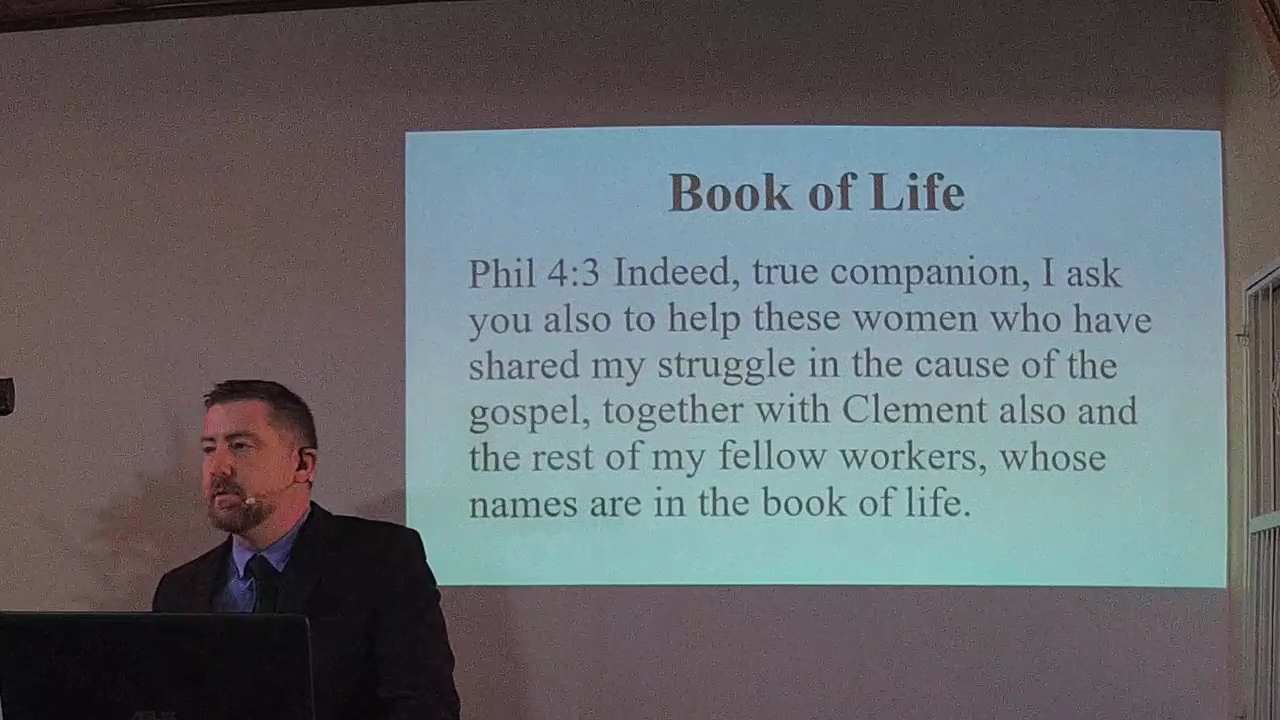 Book of Life
Phil 4:3 Indeed, true companion, I ask
you also to help these women who have
shared my struggle in the cause of the
gospel, together with Clement also and
the rest of my fellow workers, whose
names are in the book of life.